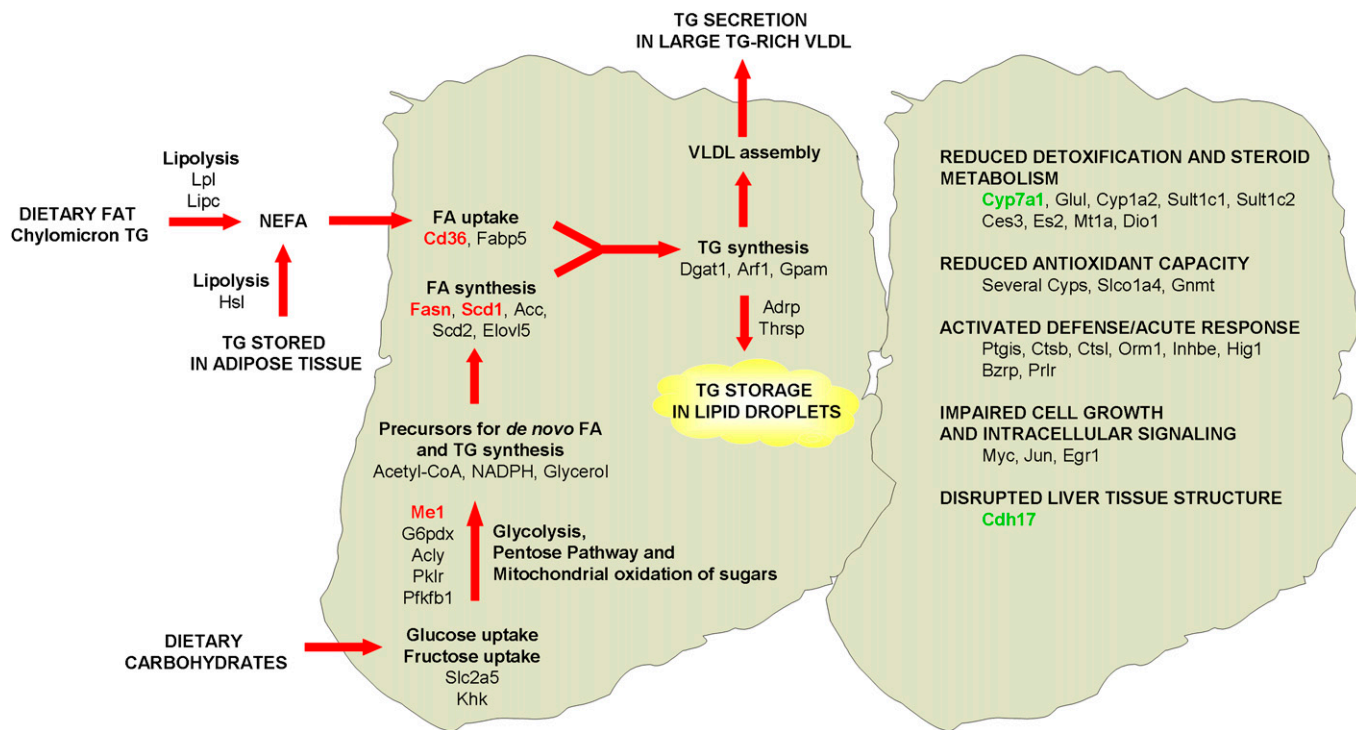 TG SECRETION
IN LARGE TG-RICH VLDL
VLDL assembly
Lipolysis
Lpl
Lipc
DIETARY FAT
Chylomicron TG
NEFA
Lipolysis
Hsl
TG STORED
IN ADIPOSE TISSUE
FA uptake
Cd36, Fabp5
FA synthesis
Fasn, Scd1, Acc,
Scd2, Elovl5
TG synthesis
Dgat1, Arf1, Gpam
Adrp
Thrsp
TG STORAGE
IN LIPID DROPLETS
Precursors for de novo FA
and TG synthesis
Acetyl-CoA, NADPH, Glycerol
Me1
G6pdx
Acly
Pklr
Pfkfb1
Glycolysis,
Pentose Pathway and
Mitochondrial oxidation of sugars
DIETARY
CARBOHYDRATES
Glucose uptake
Fructose uptake
Slc2a5
Khk
REDUCED DETOXIFICATION AND STEROID
METABOLISM
Cyp7a1, Glul, Cyp1a2, Sult1c1, Sult1c2
Ces3, Es2, Mt1a, Dio1
REDUCED ANTIOXIDANT CAPACITY
Several Cyps, Slco1a4, Gnmt
ACTIVATED DEFENSE/ACUTE RESPONSE
Ptgis, Ctsb, Ctsl, Orm1, Inhbe, Hig1
Bzrp, Prlr
IMPAIRED CELL GROWTH
AND INTRACELLULAR SIGNALING
Myc, Jun, Egr1
DISRUPTED LIVER TISSUE STRUCTURE
Cdh17